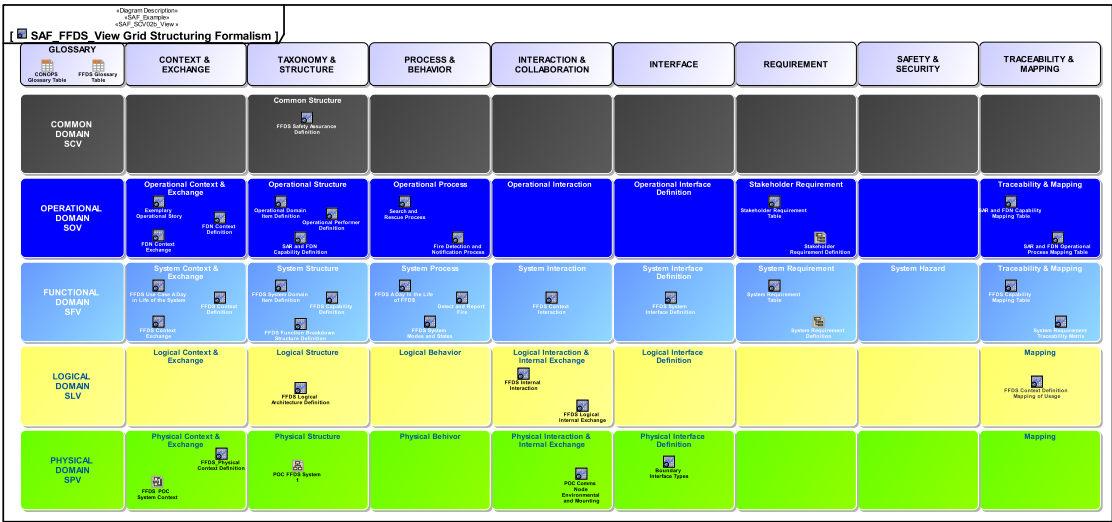 «Diagram Description»
«SAF_Example»
«SAF_SCV02b_View »
[ SAF_FFDS_View Grid Structuring Formalism ]
GLOSSARY
CONOPS
Glossary Table
FFDS Glossary
Table
CONTEXT &
EXCHANGE
TAXONOMY &
STRUCTURE
PROCESS &
BEHAVIOR
INTERACTION &
COLLABORATION
INTERFACE
REQUIREMENT
SAFETY &
SECURITY
TRACEABILITY &
MAPPING
COMMON
DOMAIN
SCV
Common Structure
FFDS Safety Assurance
Definition
OPERATIONAL
DOMAIN
SOV
Operational Context &
Exchange
Exemplary
Operational Story
FDN Context
Definition
FDN Context
Exchange
Operational Structure
Operational Domain
Item Definition
Operational Performer
Definition
SAR and FDN
Capability Definition
Operational Process
Search and
Rescue Process
Fire Detection and
Notification Process
Operational Interaction
Operational Interface
Definition
Stakeholder Requirement
Stakeholder Requirement
Table
Stakeholder
Requirement Definition
Traceability & Mapping
SAR and FDN Capability
Mapping Table
SAR and FDN Operational
Process Mapping Table
FUNCTIONAL
DOMAIN
SFV
System Context &
Exchange
FFDS Use Case A Day
in Life of the System
FFDS Context
Definition
FFDS Context
Exchange
System Structure
FFDS System Domain
Item Definition
FFDS Capability
Definition
FFDS Function Breakdown
Structure Definition
System Process
FFDS A Day in the Life
of FFDS
Detect and Report
Fire
FFDS System
Modes and States
System Interaction
FFDS Context
Interaction
System Interface
Definition
FFDS System
Interface Definition
System Requirement
System Requirement
Table
System Requirement
Definition
System Hazard
Traceability & Mapping
FFDS Capability
Mapping Table
System Requirement
Traceability Matrix
LOGICAL
DOMAIN
SLV
Logical Context &
Exchange
Logical Structure
FFDS Logical
Architecture Definition
Logical Behavior
Logical Interaction &
Internal Exchange
FFDS Internal
Interaction
FFDS Logical
Internal Exchange
Logical Interface
Definition
Mapping
FFDS Context Definition
Mapping of Usage
PHYSICAL
DOMAIN
SPV
Physical Context &
Exchange
FFDS_Physical
Context Definition
FFDS POC
System Context
Physical Structure
POC FFDS System
1
Physical Behivor
Physical Interaction &
Internal Exchange
POC Comms
Node
Environmental
and Mounting
Physical Interface
Definition
Boundary
Interface Types
Mapping